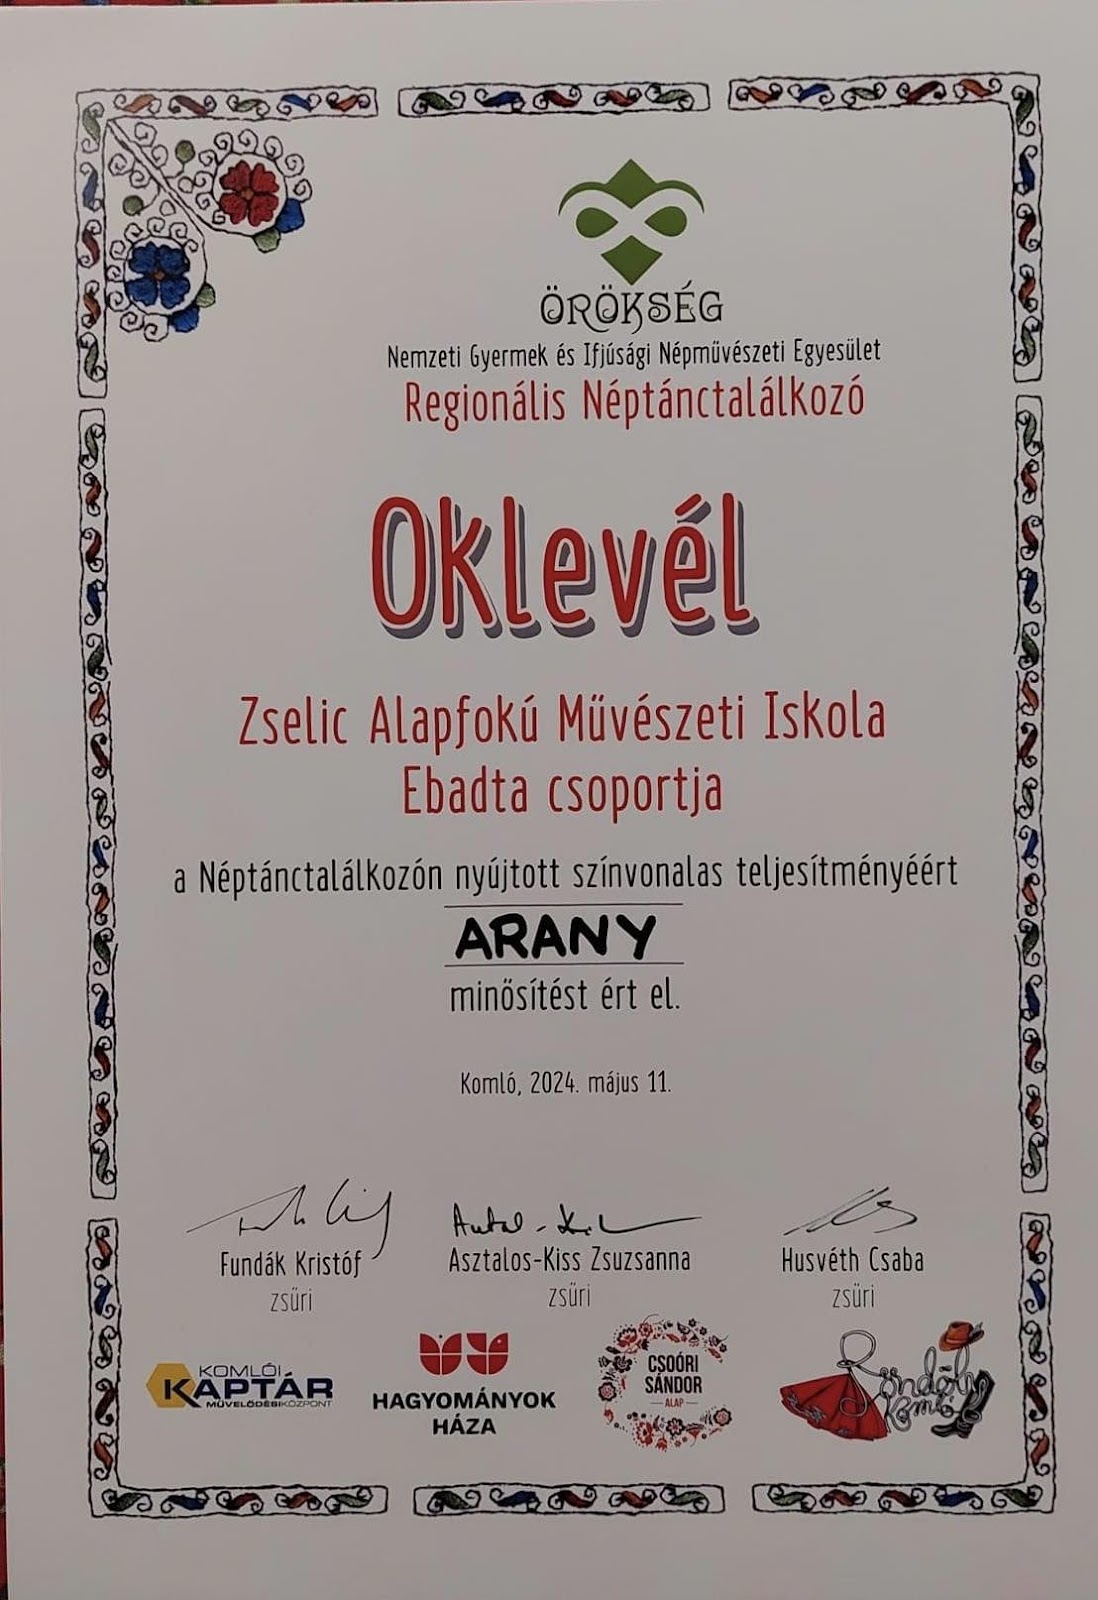 ÖRÖKSÉG
Nemzeti Gyermek és Ifjúsági Népművészeti Egyesület
Regionális Néptánctalálkozó
Oklevél
Zselic Alapfokú Művészeti Iskola
Ebadta csoportja
a Néptánctalálkozón nyújtott színvonalas teljesítményéért
ARANY
minősítést ért el.
Komló, 2024. május 11.
Fundák Kristóf
zsűri
Asztalos-Kiss Zsuzsanna
zsűri
Husvéth Csaba
zsűri
KOMLÓI
KAPTÁR
MŰVELŐDÉSIKÖZPONT
HAGYOMÁNYOK
HÁZA
CSOÓRI
SÁNDOR
ALAP